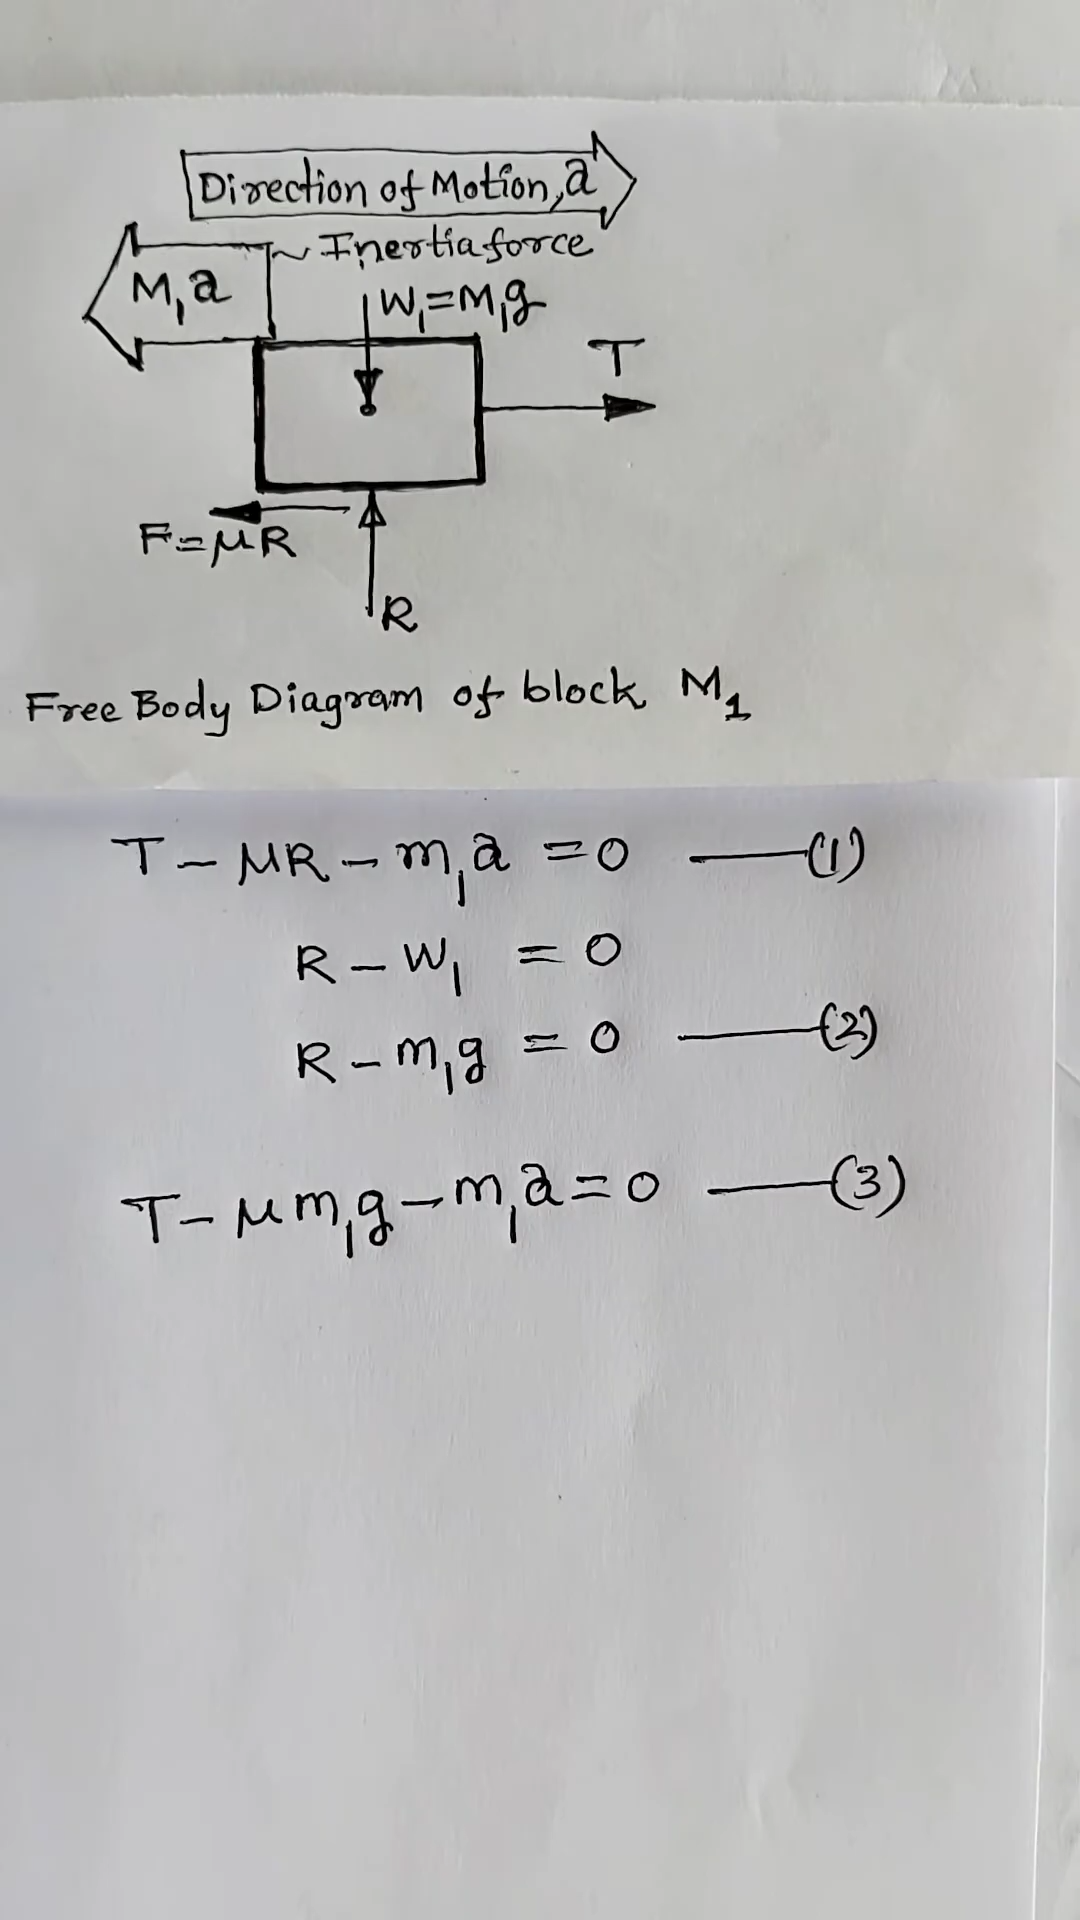 Direction of Motion, a
Inertia force
M₁a
W₁=M₁g
T
F=μR
R
Free Body Diagram of block M₁
T-μR-m₁a=0 —(1)
R-W₁=0
R-m₁g=0 —(2)
T-μm₁g-m₁a=0 —(3)